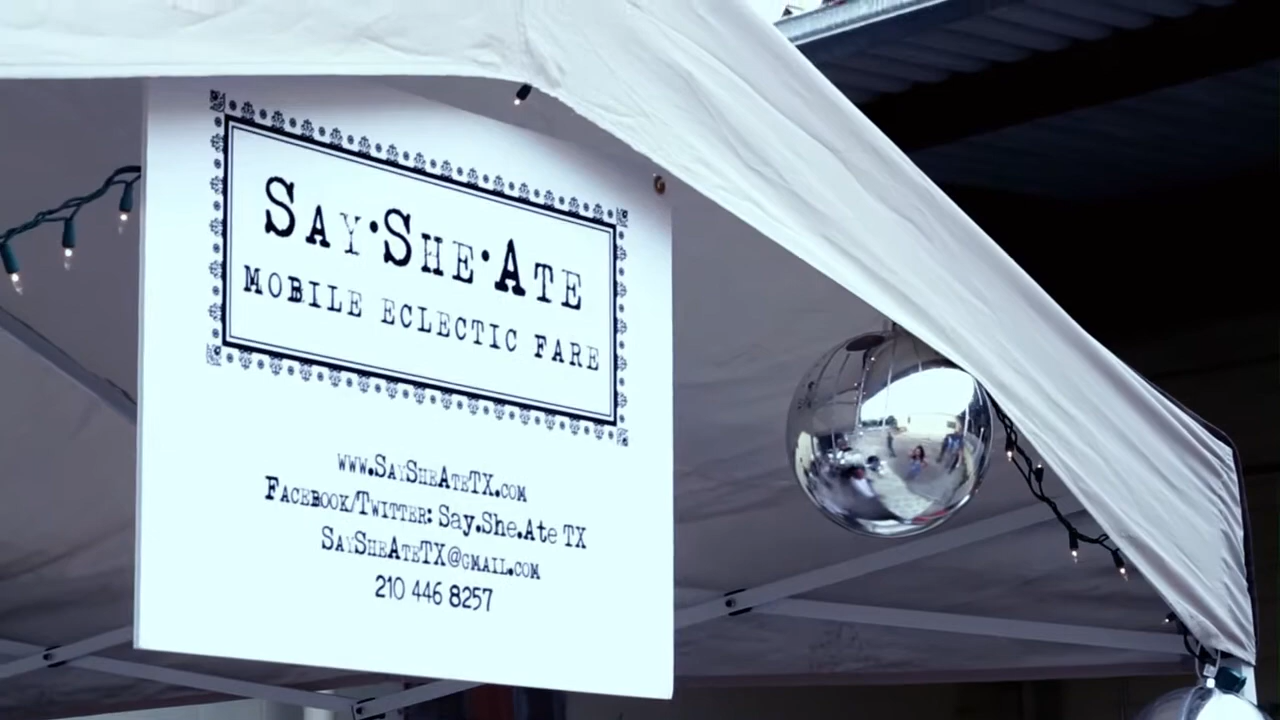 Say·She·Ate
MOBILE ECLECTIC FARE
www.SaySheAteTX.com
Facebook/Twitter: Say.She.Ate TX
SaySheAteTX@gmail.com
210 446 8257